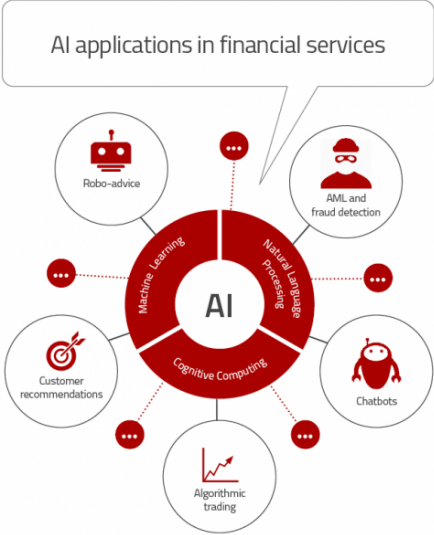 AI applications in financial services
...
Robo-advice
AML and
fraud detection
Machine Learning
Natural Language
Processing
...
...
AI
Cognitive Computing
Customer
recommendations
Chatbots
...
...
Algorithmic
trading